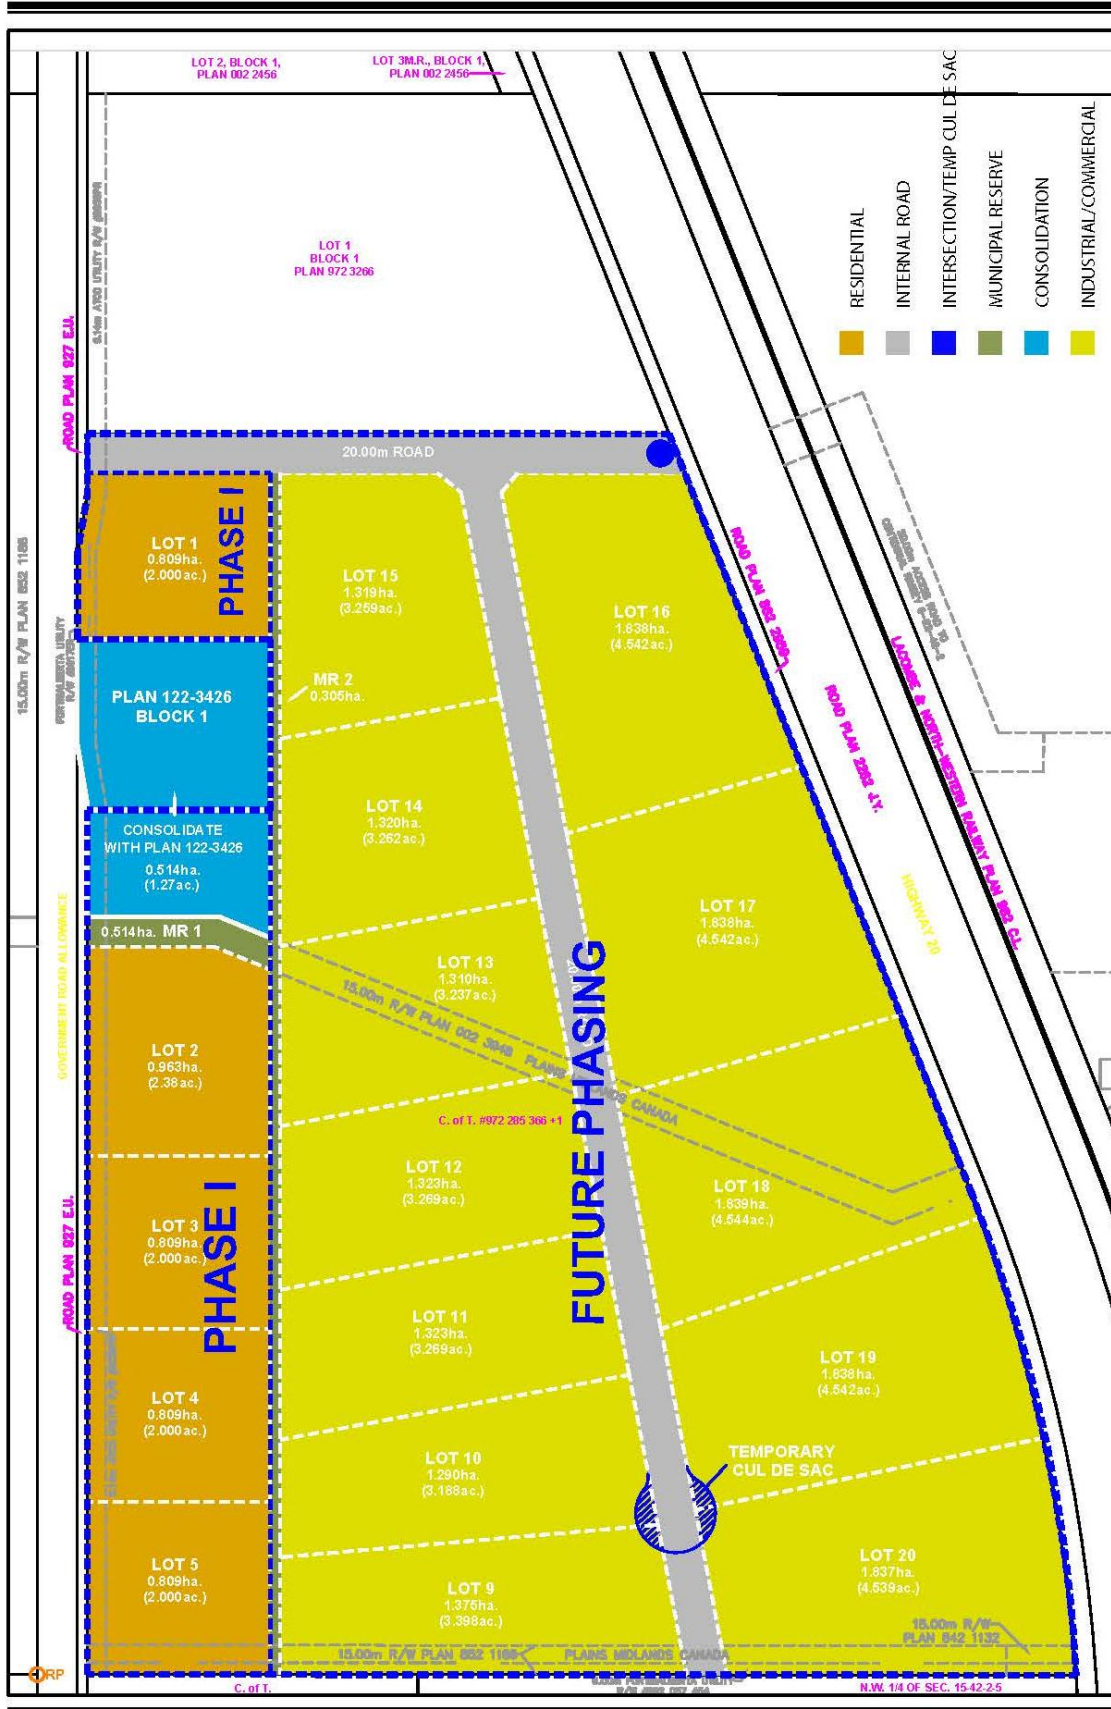 LOT 2, BLOCK 1,
PLAN 002 2456
LOT 3M.R., BLOCK 1,
PLAN 002 2456
LOT 1
BLOCK 1
PLAN 972 3266
RESIDENTIAL
INTERNAL ROAD
INTERSECTION/TEMP CUL DE SAC
MUNICIPAL RESERVE
CONSOLIDATION
INDUSTRIAL/COMMERCIAL
ROAD PLAN 927 E.U.
20.00m ROAD
15.00m R/W PLAN 852 1186
PHASE I
LOT 1
0.809ha.
(2.000ac.)
LOT 15
1.319ha.
(3.259ac.)
LOT 16
1.838ha.
(4.542ac.)
MR 2
0.305ha.
PLAN 122-3426
BLOCK 1
ROAD PLAN 2262 J.Y.
LACOMBE & NORTH-WESTERN RAILWAY PLAN 962 C.L.
HIGHWAY 20
LOT 14
1.320ha.
(3.262ac.)
CONSOLIDATE
WITH PLAN 122-3426
0.514ha.
(1.27ac.)
0.514ha. MR 1
GOVERNMENT ROAD ALLOWANCE
LOT 17
1.838ha.
(4.542ac.)
LOT 13
1.310ha.
(3.237ac.)
FUTURE PHASING
15.00m R/W PLAN 002 3048 PLAINS MIDLANDS CANADA
LOT 2
0.963ha.
(2.38ac.)
C. of T. #972 285 366 +1
LOT 12
1.323ha.
(3.269ac.)
LOT 18
1.839ha.
(4.544ac.)
ROAD PLAN 927 E.U.
PHASE I
LOT 3
0.809ha.
(2.000ac.)
LOT 11
1.323ha.
(3.269ac.)
LOT 19
1.838ha.
(4.542ac.)
LOT 4
0.809ha.
(2.000ac.)
LOT 10
1.290ha.
(3.188ac.)
TEMPORARY
CUL DE SAC
LOT 5
0.809ha.
(2.000ac.)
LOT 9
1.375ha.
(3.398ac.)
LOT 20
1.837ha.
(4.539ac.)
15.00m R/W
PLAN 842 1132
15.00m R/W PLAN 852 1186 PLAINS MIDLANDS CANADA
RP
C. of T.
N.W. 1/4 OF SEC. 15-42-2-5